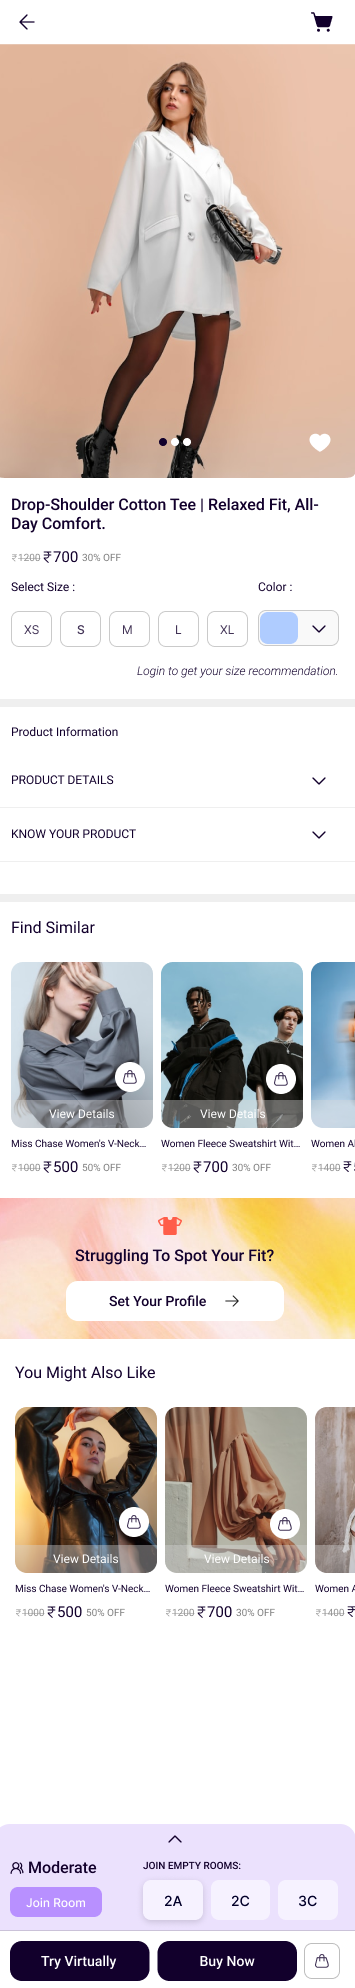 Drop-Shoulder Cotton Tee | Relaxed Fit, All-
Day Comfort.
₹1200 ₹700 30% OFF
Select Size :
Color :
XS S M L XL
Login to get your size recommendation.
Product Information
PRODUCT DETAILS
KNOW YOUR PRODUCT
Find Similar
View Details
View Details
Miss Chase Women's V-Neck...
Women Fleece Sweatshirt Wit...
Women Al
₹1000 ₹500 50% OFF
₹1200 ₹700 30% OFF
₹1400 ₹
Struggling To Spot Your Fit?
Set Your Profile
You Might Also Like
View Details
View Details
Miss Chase Women's V-Neck...
Women Fleece Sweatshirt Wit...
Women A
₹1000 ₹500 50% OFF
₹1200 ₹700 30% OFF
₹1400 ₹
Moderate
Join Room
JOIN EMPTY ROOMS:
2A 2C 3C
Try Virtually
Buy Now